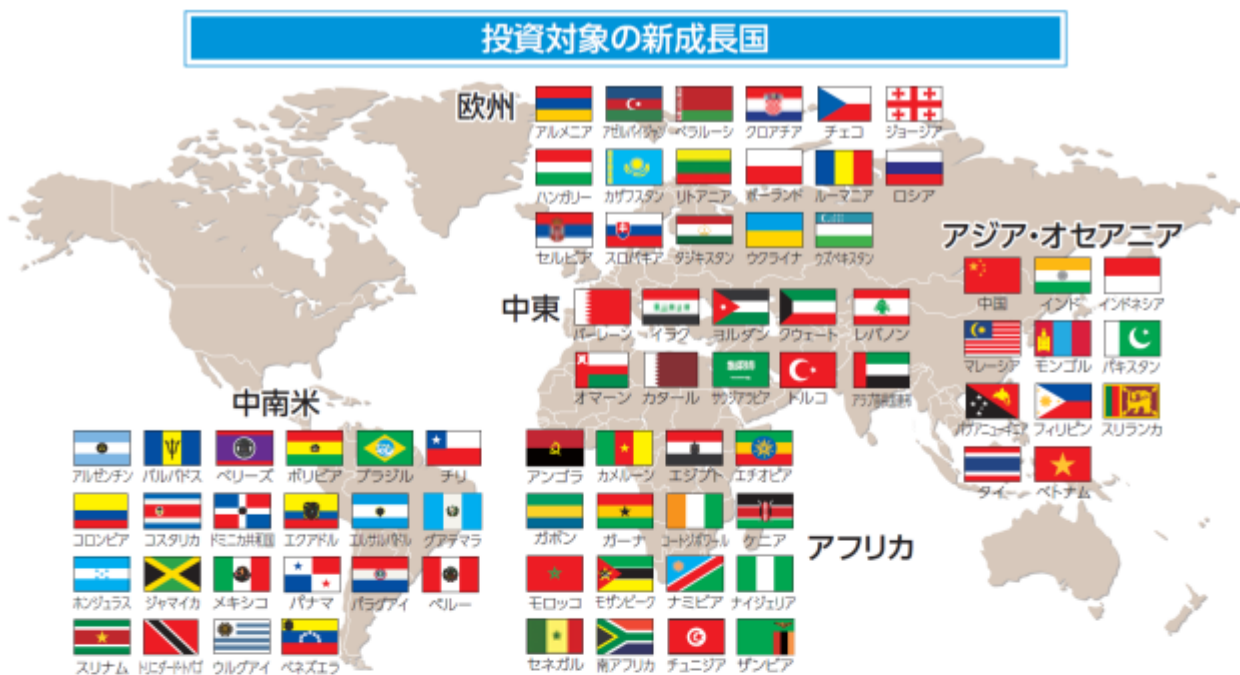 投資対象の新成長国
欧州
アルメニア アゼルバイジャン ベラルーシ クロアチア チェコ ジョージア
ハンガリー カザフスタン リトアニア ポーランド ルーマニア ロシア
セルビア スロバキア タジキスタン ウクライナ ウズベキスタン
アジア・オセアニア
中国 インド インドネシア
マレーシア モンゴル パキスタン
パプアニューギニア フィリピン スリランカ
タイ ベトナム
中東
バーレーン イラク ヨルダン クウェート レバノン
オマーン カタール サウジアラビア トルコ アラブ首長国連邦
中南米
アルゼンチン バルバドス ベリーズ ボリビア ブラジル チリ
コロンビア コスタリカ ドミニカ共和国 エクアドル エルサルバドル グアテマラ
ホンジュラス ジャマイカ メキシコ パナマ パラグアイ ペルー
スリナム トリニダード・トバゴ ウルグアイ ベネズエラ
アフリカ
アンゴラ カメルーン エジプト エチオピア
ガボン ガーナ コートジボワール ケニア
モロッコ モザンビーク ナミビア ナイジェリア
セネガル 南アフリカ チュニジア ザンビア